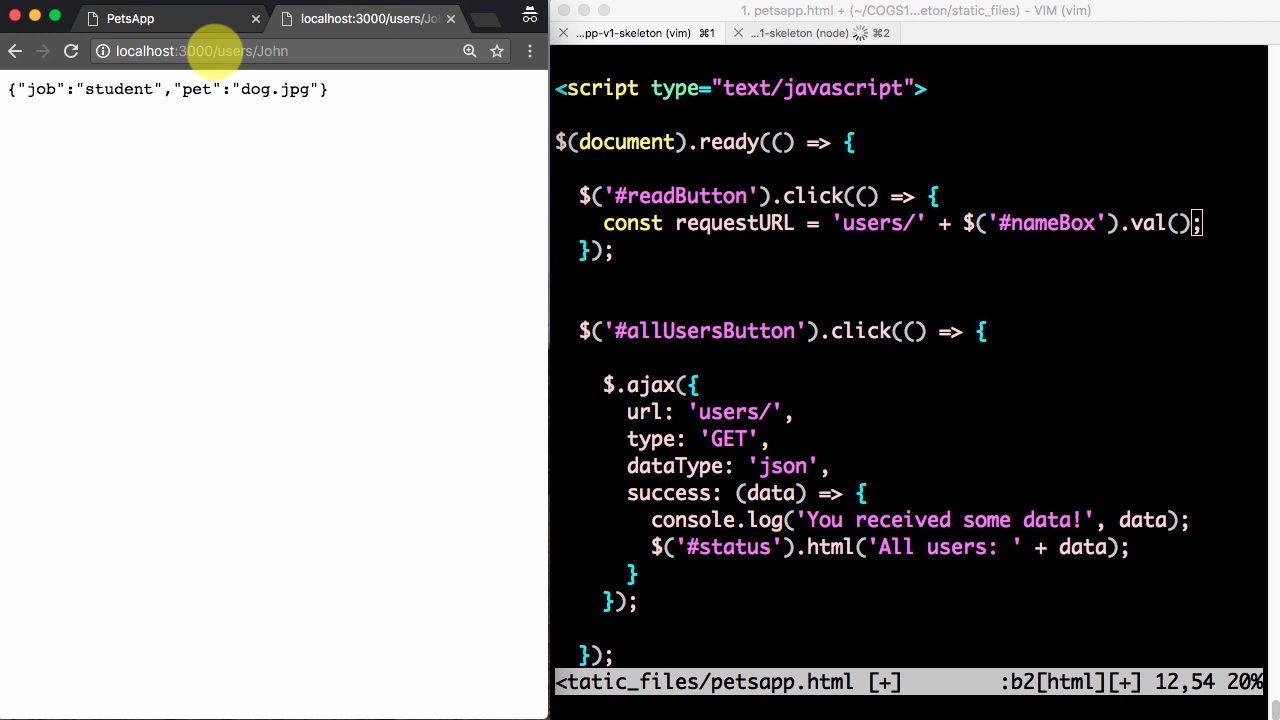 PetsApp
localhost:3000/users/Jo
localhost:3000/users/John
{"job":"student","pet":"dog.jpg"}
1. petsapp.html + (~/COGS1...eton/static_files) - VIM (vim)
...pp-v1-skeleton (vim) ⌘1
...1-skeleton (node) ⌘2
<script type="text/javascript">
$(document).ready(() => {
$('#readButton').click(() => {
const requestURL = 'users/' + $('#nameBox').val();
});
$('#allUsersButton').click(() => {
$.ajax({
url: 'users/',
type: 'GET',
dataType: 'json',
success: (data) => {
console.log('You received some data!', data);
$('#status').html('All users: ' + data);
}
});
});
<tatic_files/petsapp.html [+] :b2[html][+] 12,54 20%